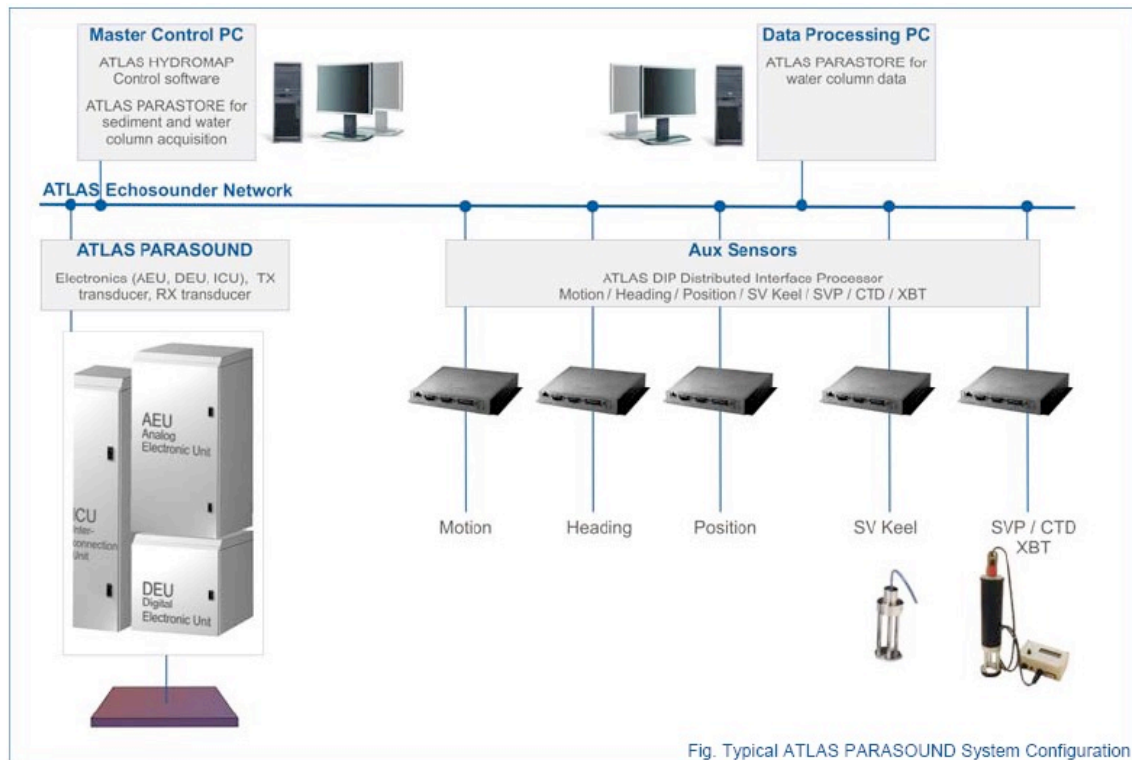 Master Control PC
ATLAS HYDROMAP
Control software
ATLAS PARASTORE for
sediment and water
column acquisition
Data Processing PC
ATLAS PARASTORE for
water column data
ATLAS Echosounder Network
ATLAS PARASOUND
Electronics (AEU, DEU, ICU), TX
transducer, RX transducer
Aux Sensors
ATLAS DIP Distributed Interface Processor
Motion / Heading / Position / SV Keel / SVP / CTD / XBT
AEU
Analog
Electronic Unit
ICU
Inter-
connection
Unit
DEU
Digital
Electronic Unit
Motion
Heading
Position
SV Keel
SVP / CTD
XBT
Fig. Typical ATLAS PARASOUND System Configuration